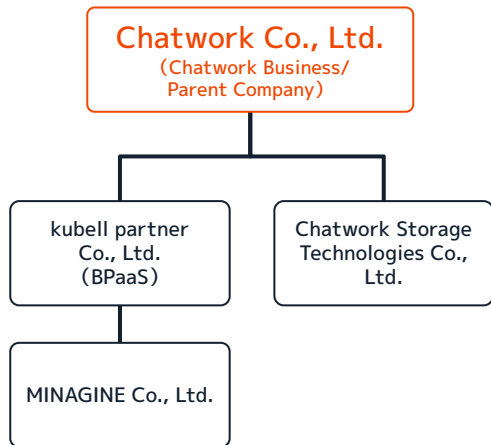 Chatwork Co., Ltd.
(Chatwork Business/
Parent Company)
kubell partner
Co., Ltd.
(BPaaS)
Chatwork Storage
Technologies Co.,
Ltd.
MINAGINE Co., Ltd.